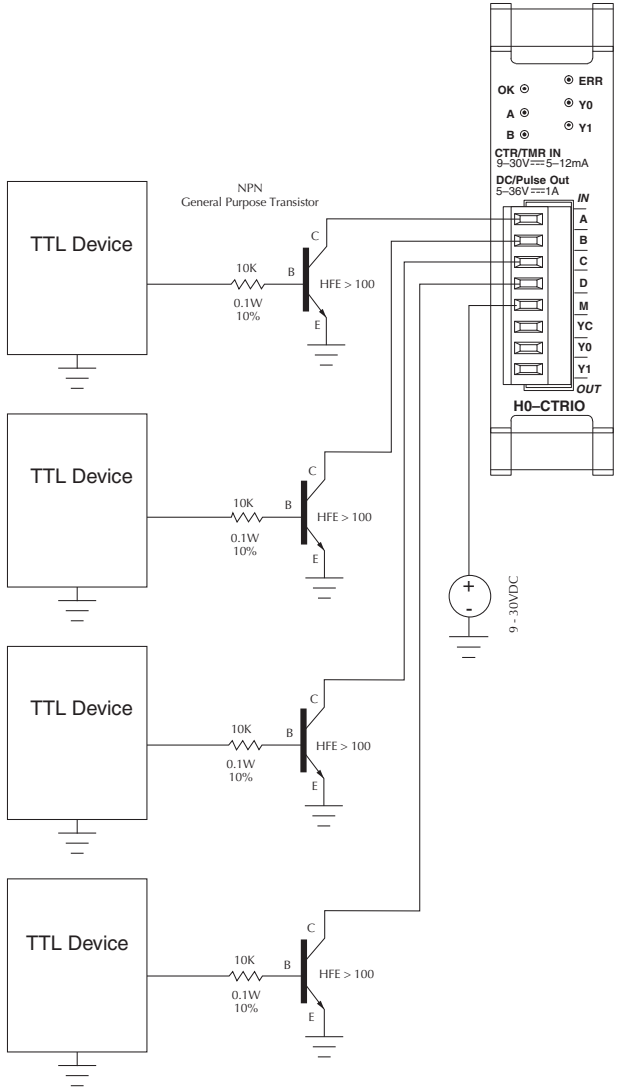 OK
ERR
A
Y0
B
Y1
CTR/TMR IN
9–30V⎓5–12mA
DC/Pulse Out
5–36V⎓1A
IN
A
B
C
D
M
YC
Y0
Y1
OUT
H0–CTRIO
NPN
General Purpose Transistor
TTL Device
10K
0.1W
10%
B
C
HFE > 100
E
TTL Device
10K
0.1W
10%
B
C
HFE > 100
E
+
-
9 - 30VDC
TTL Device
10K
0.1W
10%
B
C
HFE > 100
E
TTL Device
10K
0.1W
10%
B
C
HFE > 100
E